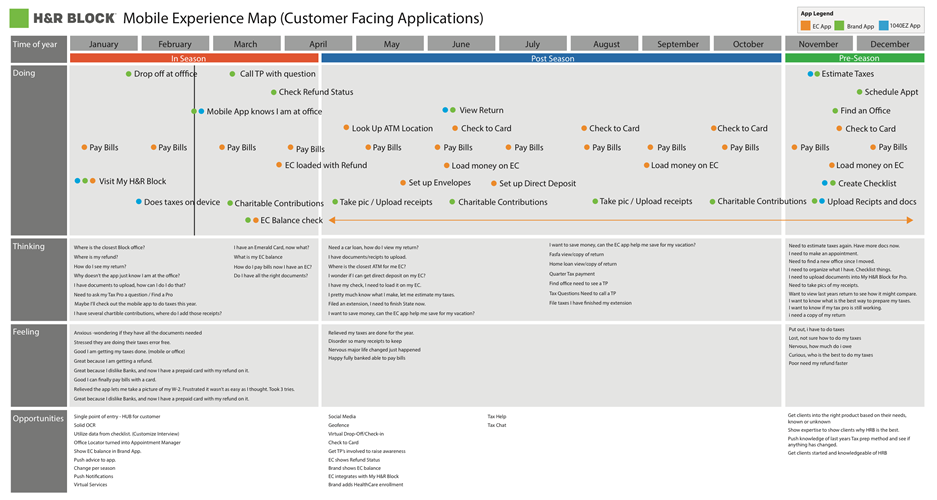 H&R BLOCK Mobile Experience Map (Customer Facing Applications)
App Legend
EC App Brand App 1040EZ App
Time of year
January February March April May June July August September October November December
In Season Post Season Pre-Season
Doing
Drop off at offfice Call TP with question Estimate Taxes
Check Refund Status Schedule Appt
Mobile App knows I am at office View Return Find an Office
Look Up ATM Location Check to Card Check to Card Check to Card Check to Card
Pay Bills Pay Bills Pay Bills Pay Bills Pay Bills Pay Bills Pay Bills Pay Bills Pay Bills Pay Bills Pay Bills Pay Bills
EC loaded with Refund Load money on EC Load money on EC Load money on EC
Visit My H&R Block Set up Envelopes Set up Direct Deposit Create Checklist
Does taxes on device Charitable Contributions Take pic / Upload receipts Charitable Contributions Take pic / Upload receipts Charitable Contributions Upload Recipts and docs
EC Balance check
Thinking
Where is the closest Block office?
Where is my refund?
How do I see my return?
Why doesn't the app just know I am at the office?
I have documents to upload, how can I do that?
Need to ask my Tax Pro a question / Find a Pro
Maybe I'll check out the mobile app to do taxes this year.
I have several chartible contributions, where do I add those receipts?
I have an Emerald Card, now what?
What is my EC balance
How do I pay bills now I have an EC?
Do I have all the right documents?
Need a car loan, how do I view my return?
I have documents/recipts to upload.
Where is the closest ATM for me EC?
I wonder if I can get direct deposit on my EC?
I have my check, I need to load it on my EC.
I pretty much know what I make, let me estimate my taxes.
Filed an extension, I need to finish State now.
I want to save money, can the EC app help me save for my vacation?
I want to save money, can the EC app help me save for my vacation?
Fasfa view/copy of return
Home loan view/copy of return
Quarter Tax payment
Find office need to see a TP
Tax Questions Need to call a TP
File taxes I have finished my extension
Need to estimate taxes again. Have more docs now.
I need to make an appointment.
Need to find a new office since I moved.
I need to organize what I have. Checklist things.
I need to upload documents into My H&R Block for Pro.
Need to take pics of my receipts.
Want to view last years return to see how it might compare.
I want to know what is the best way to prepare my taxes.
I want to know if my tax pro is still working.
I need a copy of my return
Feeling
Anxious -wondering if they have all the documents needed
Stressed they are doing their taxes error free.
Good I am getting my taxes done. (mobile or office)
Great because I am getting a refund.
Great because I dislike Banks, and now I have a prepaid card with my refund on it.
Good I can finally pay bills with a card.
Relieved the app lets me take a picture of my W-2. Frustrated it wasn't as easy as I thought. Took 3 tries.
Great because I dislike Banks, and now I have a prepaid card with my refund on it.
Relieved my taxes are done for the year.
Disorder to many receipts to keep
Nervous major life changed just happened
Happy fully banked able to pay bills
Put out, i have to do taxes
Lost, not sure how to do my taxes
Nervous, how much do i owe
Curious, who is the best to do my taxes
Poor need my refund faster
Opportunities
Single point of entry - HUB for customer
Solid OCR
Utilize data from checklist. (Customize Interview)
Office Locator turned into Appointment Manager
Show EC balance in Brand App.
Push advice to app.
Change per season
Push Notifications
Virtual Services
Social Media
Geofence
Virtual Drop-Off/Check-in
Check to Card
Get TP's involved to raise awareness
EC shows Refund Status
Brand shows EC balance
EC integrates with My H&R Block
Brand adds HealthCare enrollment
Tax Help
Tax Chat
Get clients into the right product based on their needs,
known or unknown
Show expertise to show clients why HRB is the best.
Push knowledge of last years Tax prep method and see if
anything has changed.
Get clients started and knowledgeable of HRB